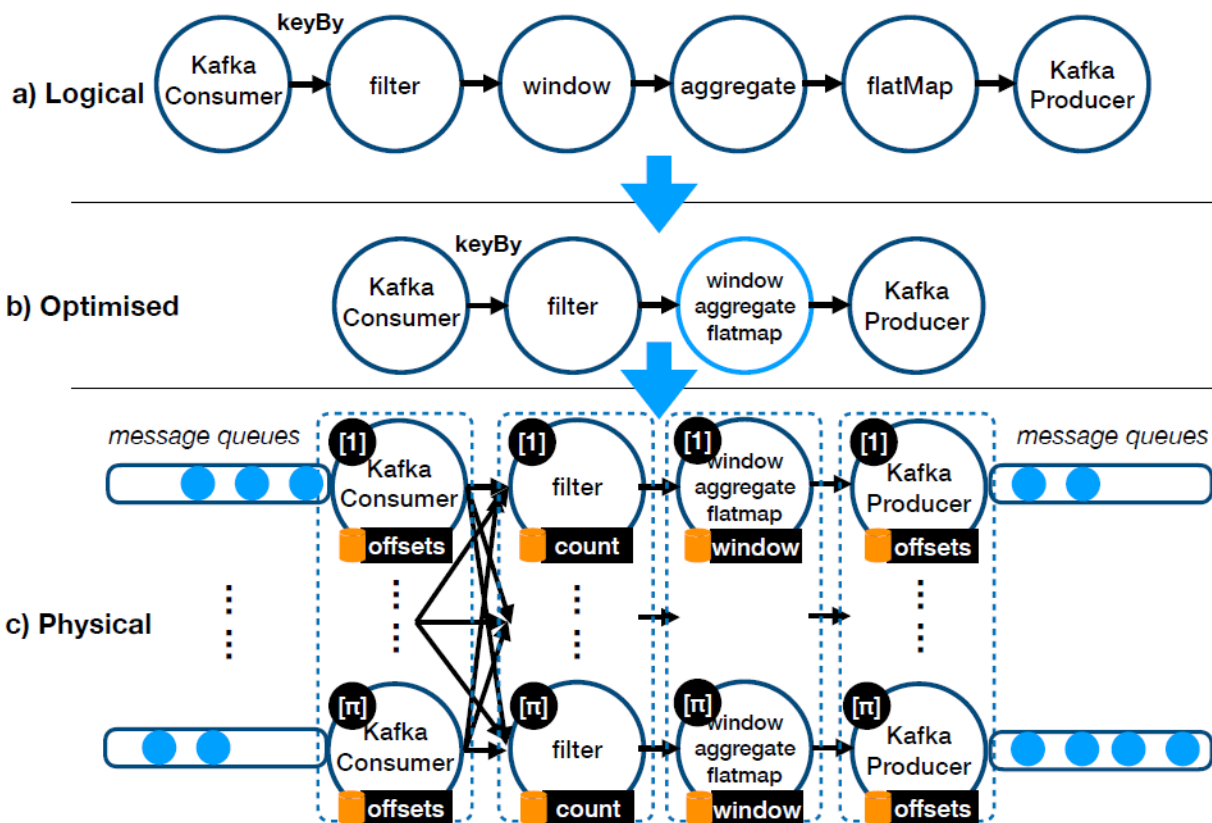 keyBy
a) Logical
Kafka
Consumer
filter
window
aggregate
flatMap
Kafka
Producer
b) Optimised
keyBy
Kafka
Consumer
filter
window
aggregate
flatmap
Kafka
Producer
c) Physical
message queues
message queues
[1]
Kafka
Consumer
offsets
[1]
filter
count
[1]
window
aggregate
flatmap
window
[1]
Kafka
Producer
offsets
[π]
Kafka
Consumer
offsets
[π]
filter
count
[π]
window
aggregate
flatmap
window
[π]
Kafka
Producer
offsets